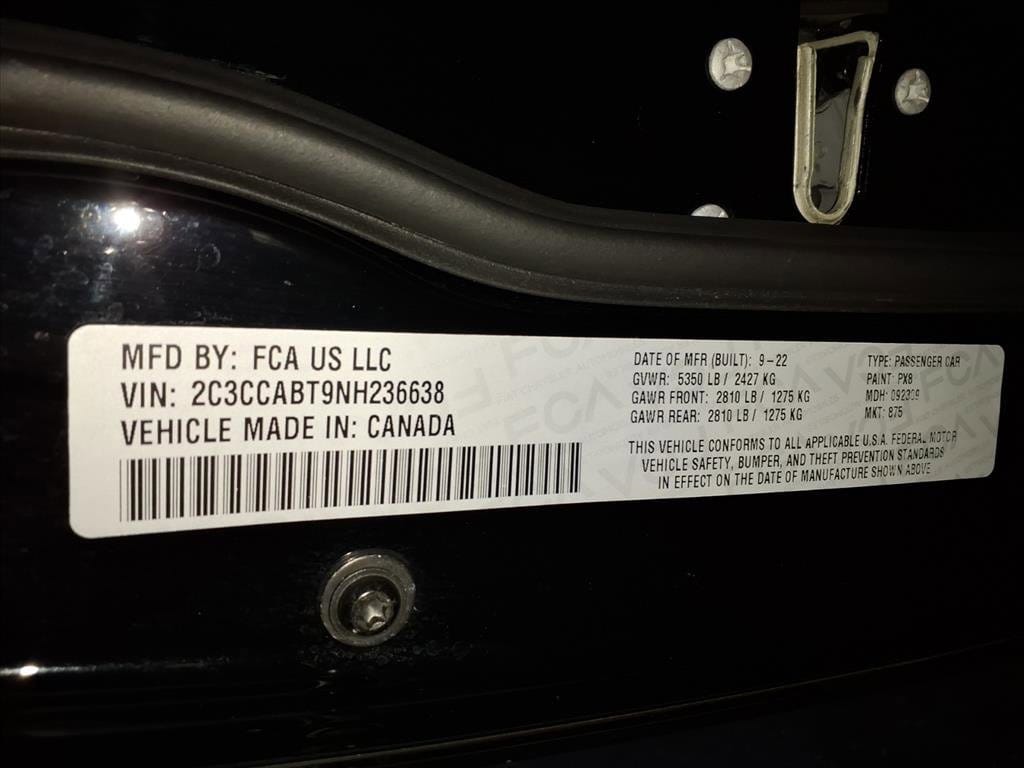 MFD BY: FCA US LLC
VIN: 2C3CCABT9NH236638
VEHICLE MADE IN: CANADA
DATE OF MFR (BUILT): 9-22
GVWR: 5350 LB / 2427 KG
GAWR FRONT: 2810 LB / 1275 KG
GAWR REAR: 2810 LB / 1275 KG
TYPE: PASSENGER CAR
PAINT: PX8
MDH:
MKT: 875
THIS VEHICLE CONFORMS TO ALL APPLICABLE U.S.A. FEDERAL MOTOR
VEHICLE SAFETY, BUMPER, AND THEFT PREVENTION STANDARDS
IN EFFECT ON THE DATE OF MANUFACTURE SHOWN ABOVE